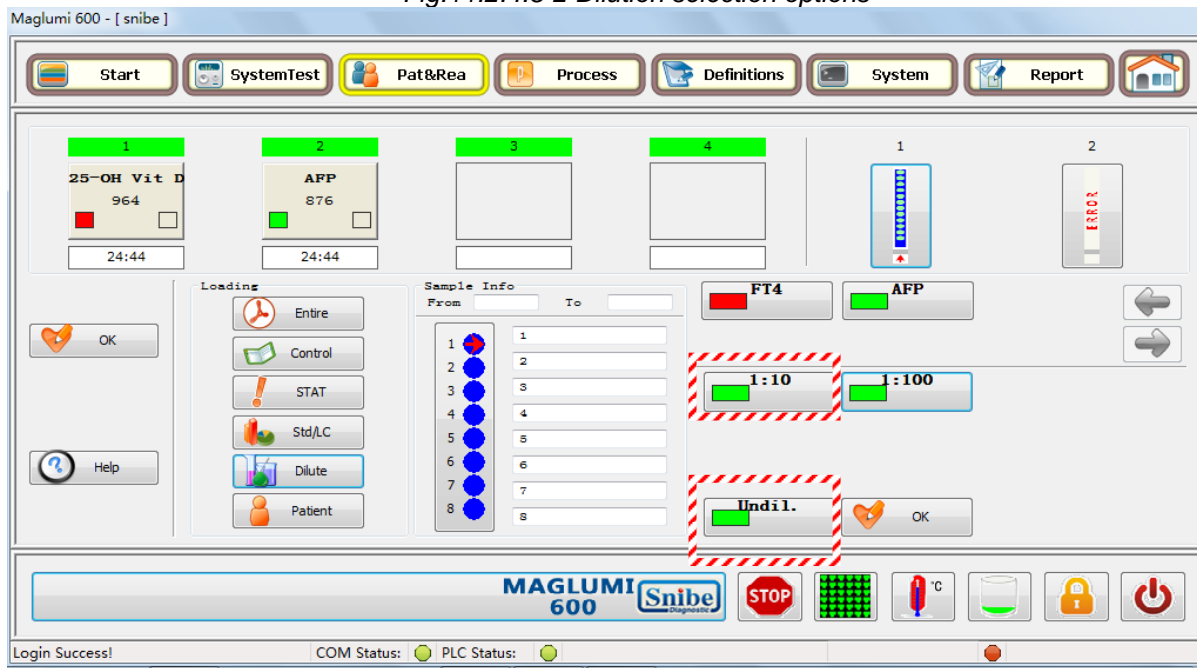 Fig.11.2.4.3-2 Dilution selection options
Maglumi 600 - [ snibe ]
Start SystemTest Pat&Rea Process Definitions System Report
1 2 3 4 1 2
25-OH Vit D AFP
964 876
ERROR
24:44 24:44
Loading
Entire
Control
STAT
Std/LC
Dilute
Patient
OK
Help
Sample Info
From To
1 1
2 2
3 3
4 4
5 5
6 6
7 7
8 8
FT4 AFP
1:10 1:100
Undil. OK
MAGLUMI
600
Snibe
Diagnostic
STOP
°C
Login Success! COM Status: PLC Status: